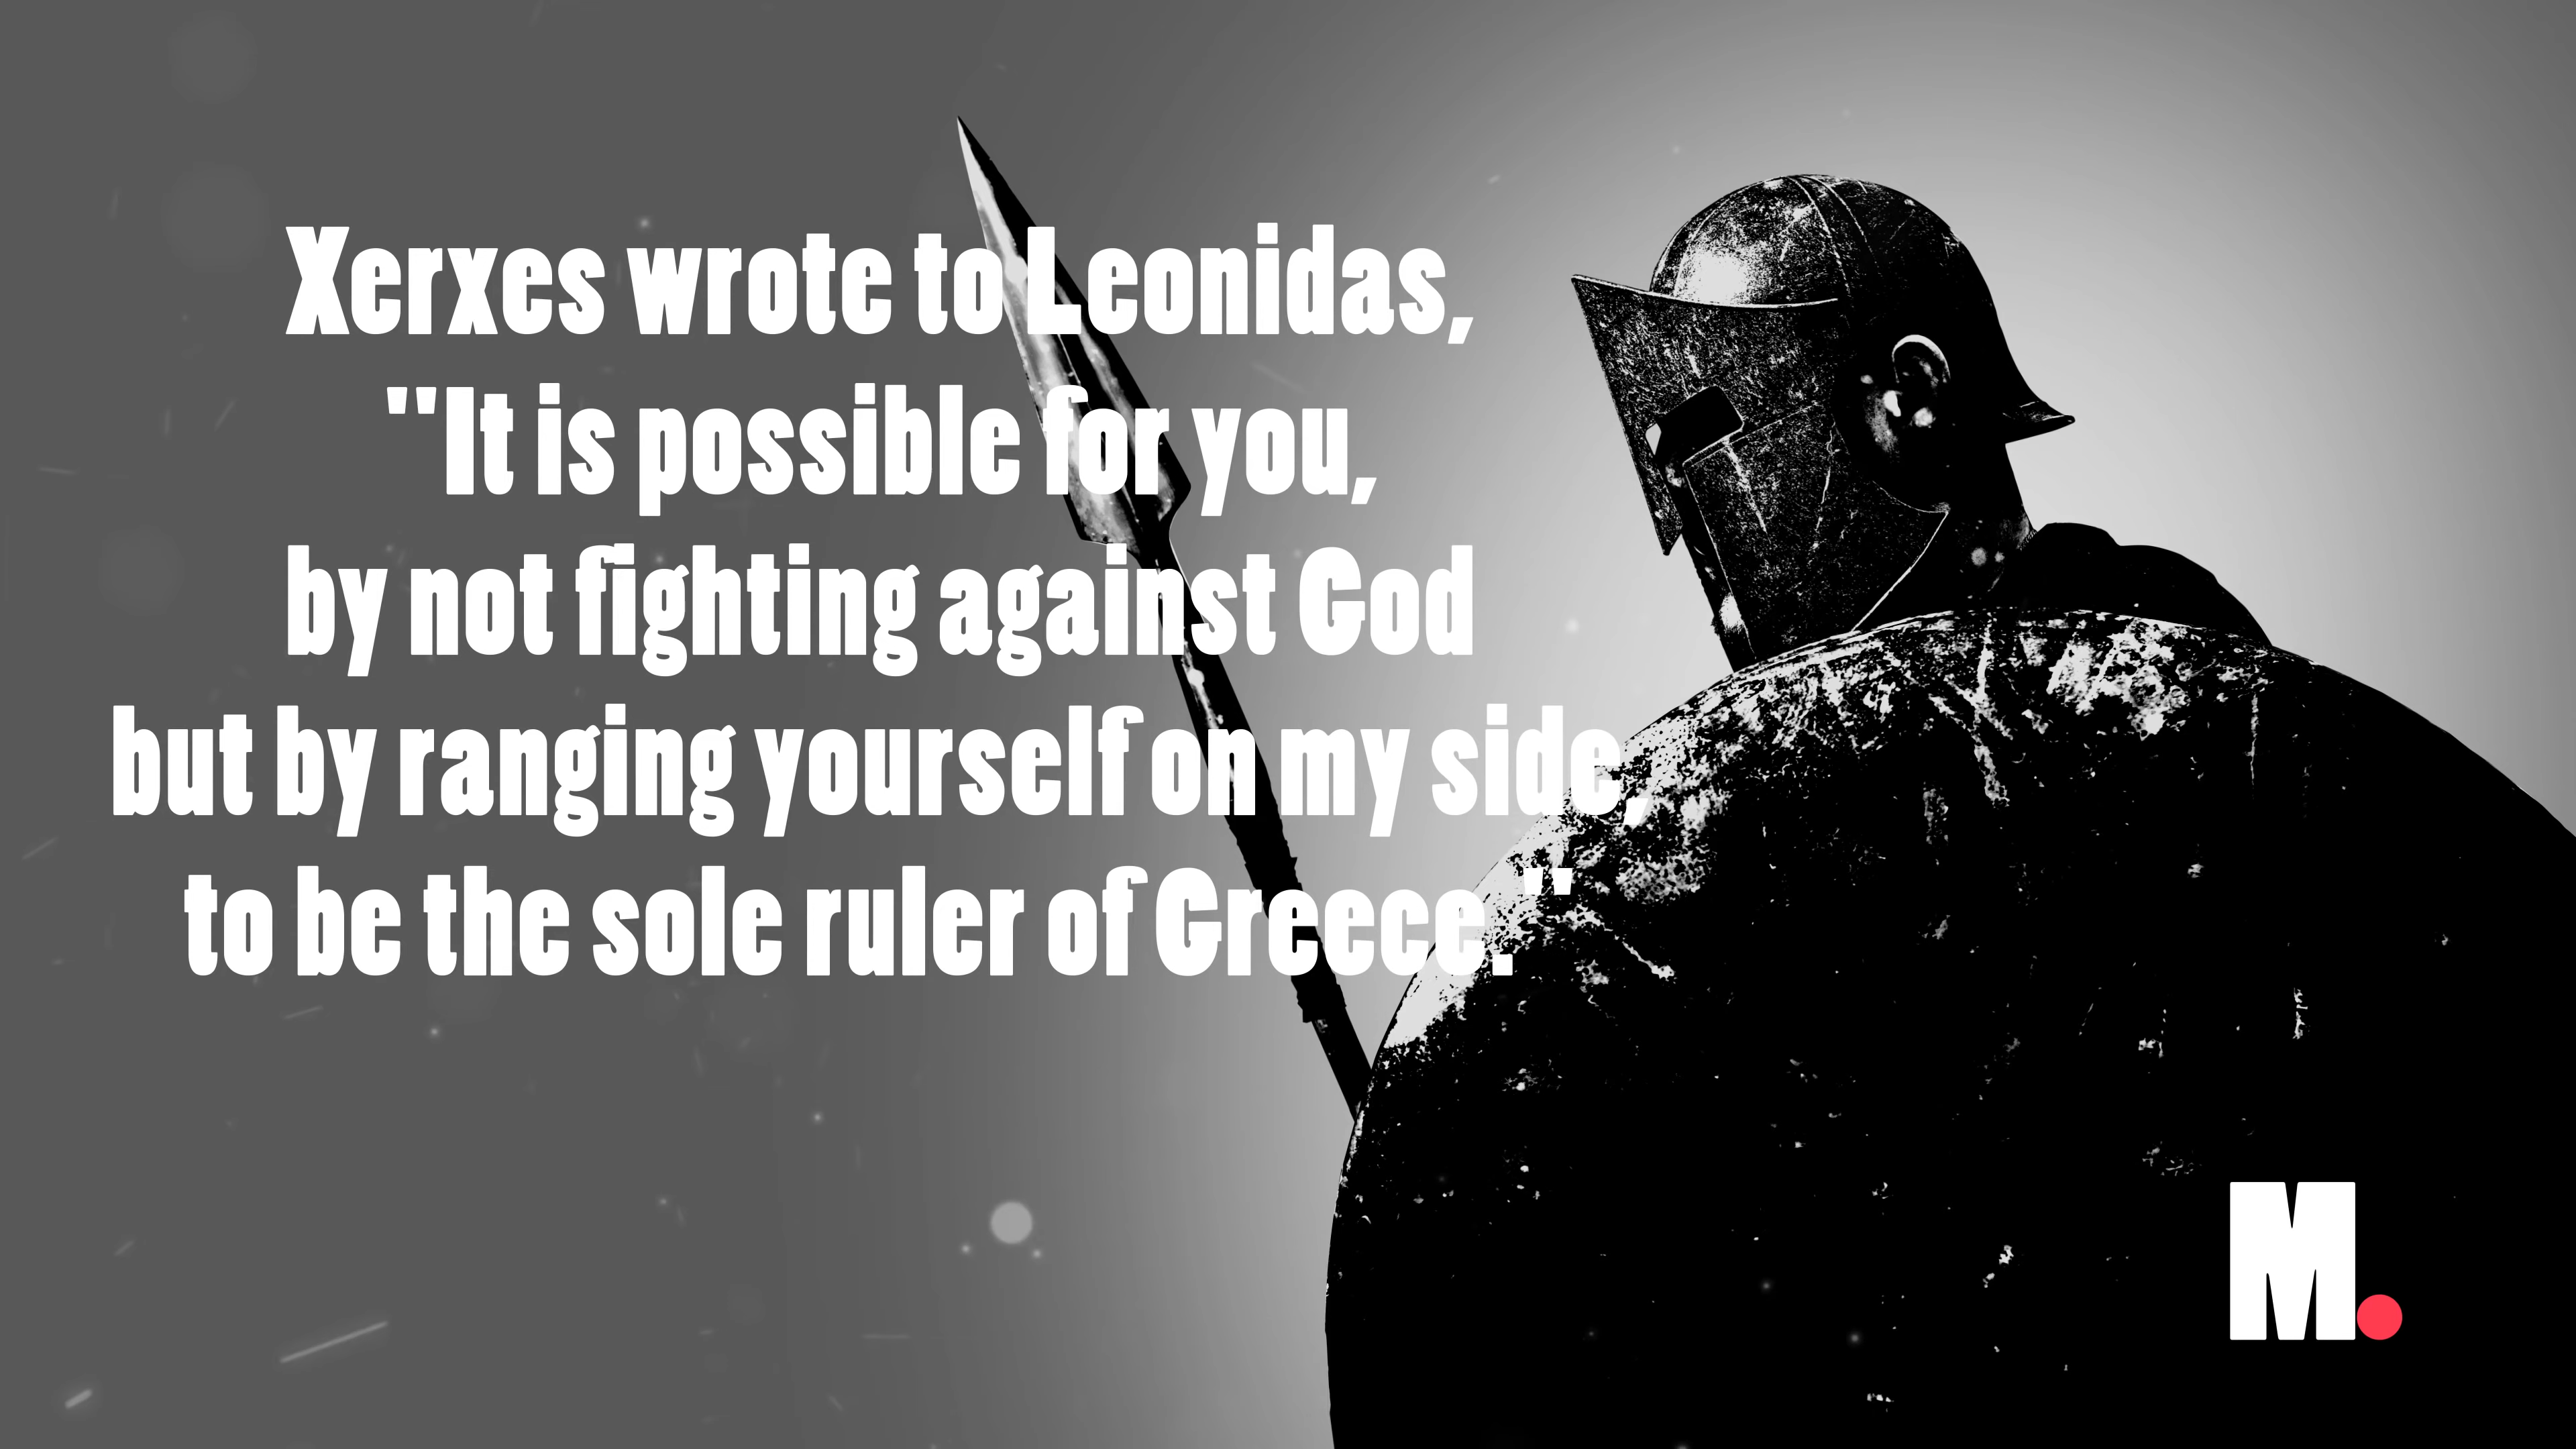 Xerxes wrote to Leonidas,
"It is possible for you,
by not fighting against God
but by ranging yourself on my side,
to be the sole ruler of Greece."
M.